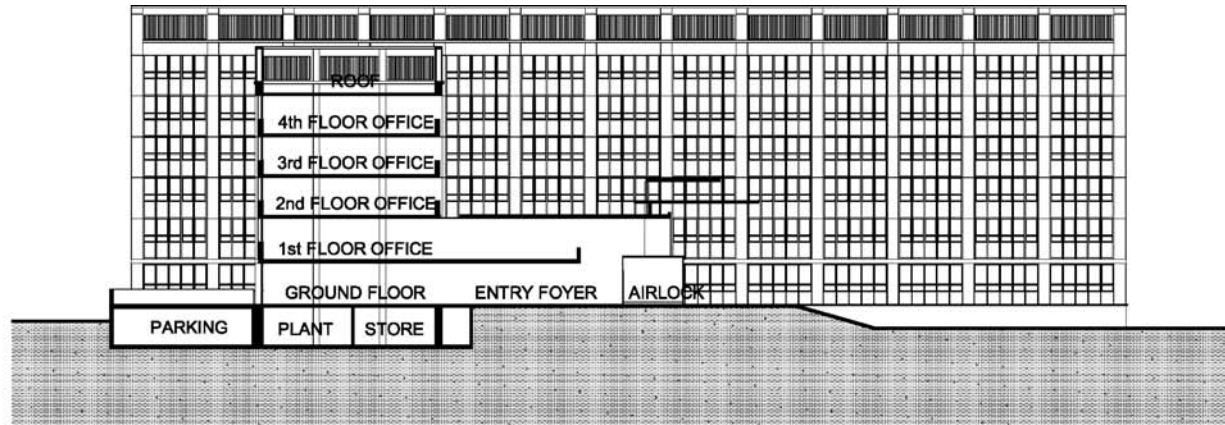 ROOF
4th FLOOR OFFICE
3rd FLOOR OFFICE
2nd FLOOR OFFICE
1st FLOOR OFFICE
GROUND FLOOR ENTRY FOYER AIRLOCK
PARKING PLANT STORE